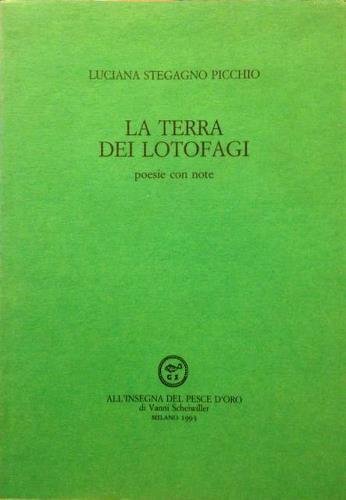 LUCIANA STEGAGNO PICCHIO
LA TERRA
DEI LOTOFAGI
poesie con note
G S
ALL'INSEGNA DEL PESCE D'ORO
di Vanni Scheiwiller
MILANO 1993